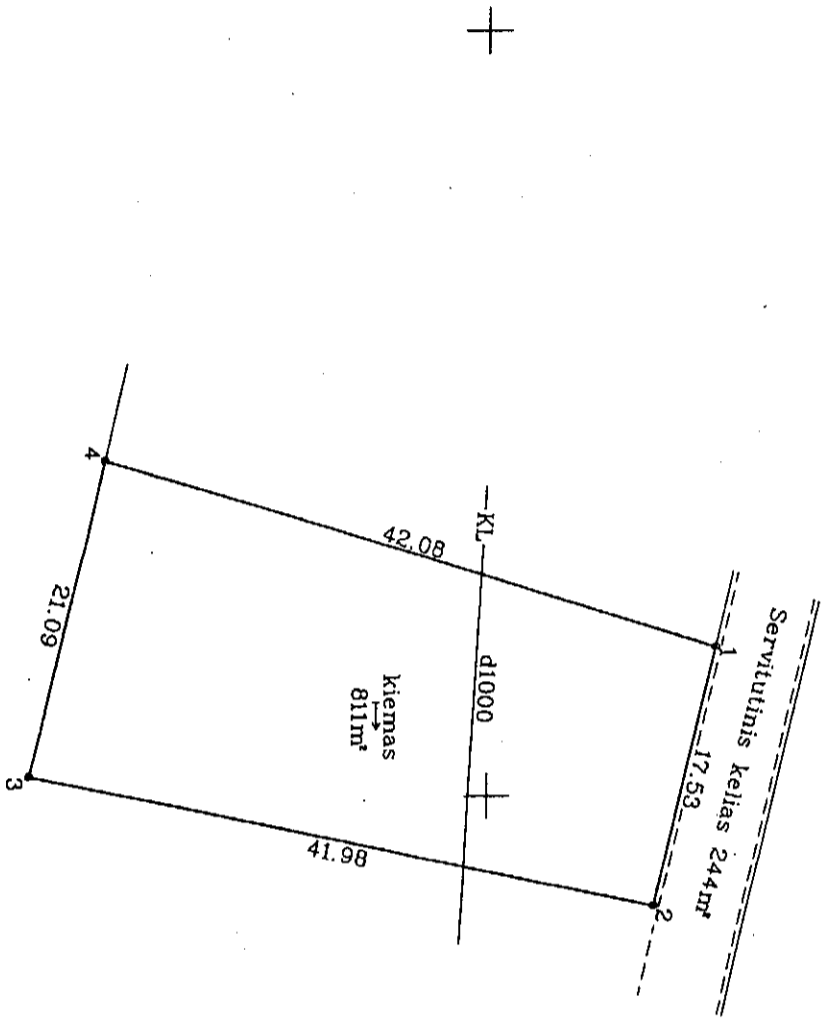 Servitutinis kelias 244m²
1
17.53
2
KL
d1000
42.08
kiemas
811m²
41.98
4
21.09
3